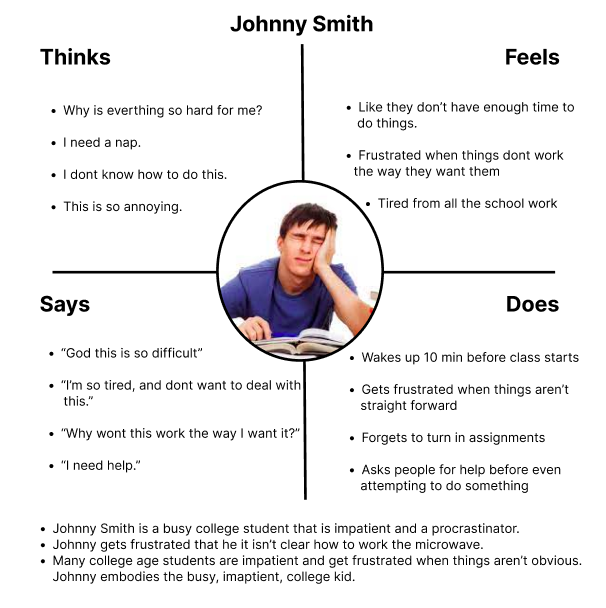 Johnny Smith
Thinks
• Why is everthing so hard for me?
• I need a nap.
• I dont know how to do this.
• This is so annoying.
Feels
• Like they don’t have enough time to
do things.
• Frustrated when things dont work
the way they want them
• Tired from all the school work
Says
• “God this is so difficult”
• “I’m so tired, and dont want to deal with
this.”
• “Why wont this work the way I want it?”
• “I need help.”
Does
• Wakes up 10 min before class starts
• Gets frustrated when things aren’t
straight forward
• Forgets to turn in assignments
• Asks people for help before even
attempting to do something
• Johnny Smith is a busy college student that is impatient and a procrastinator.
• Johnny gets frustrated that he it isn’t clear how to work the microwave.
• Many college age students are impatient and get frustrated when things aren’t obvious.
Johnny embodies the busy, imaptient, college kid.